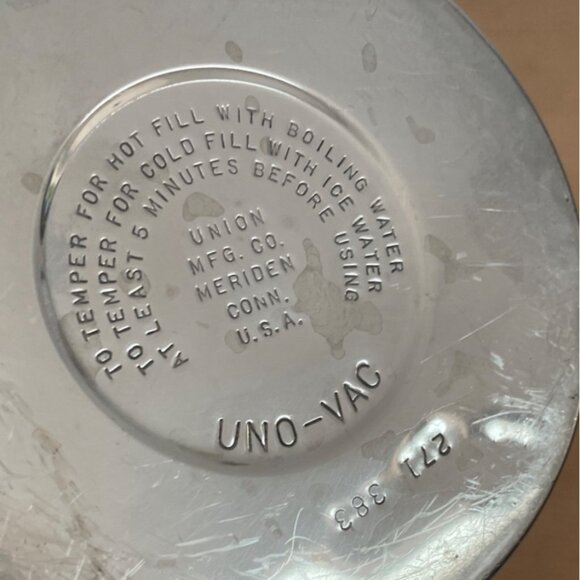 TO TEMPER FOR HOT FILL WITH BOILING WATER
TO TEMPER FOR COLD FILL WITH ICE WATER
AT LEAST 5 MINUTES BEFORE USING
UNION
MFG. CO.
MERIDEN
CONN.
U.S.A.
UNO-VAC
271 383